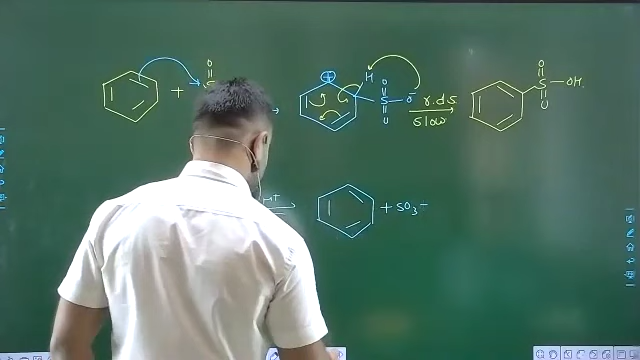 O
+ S
H
O
S - O⁻
O
r.d.s
slow
O
S - OH
O
H⁺
+ SO₃⁻